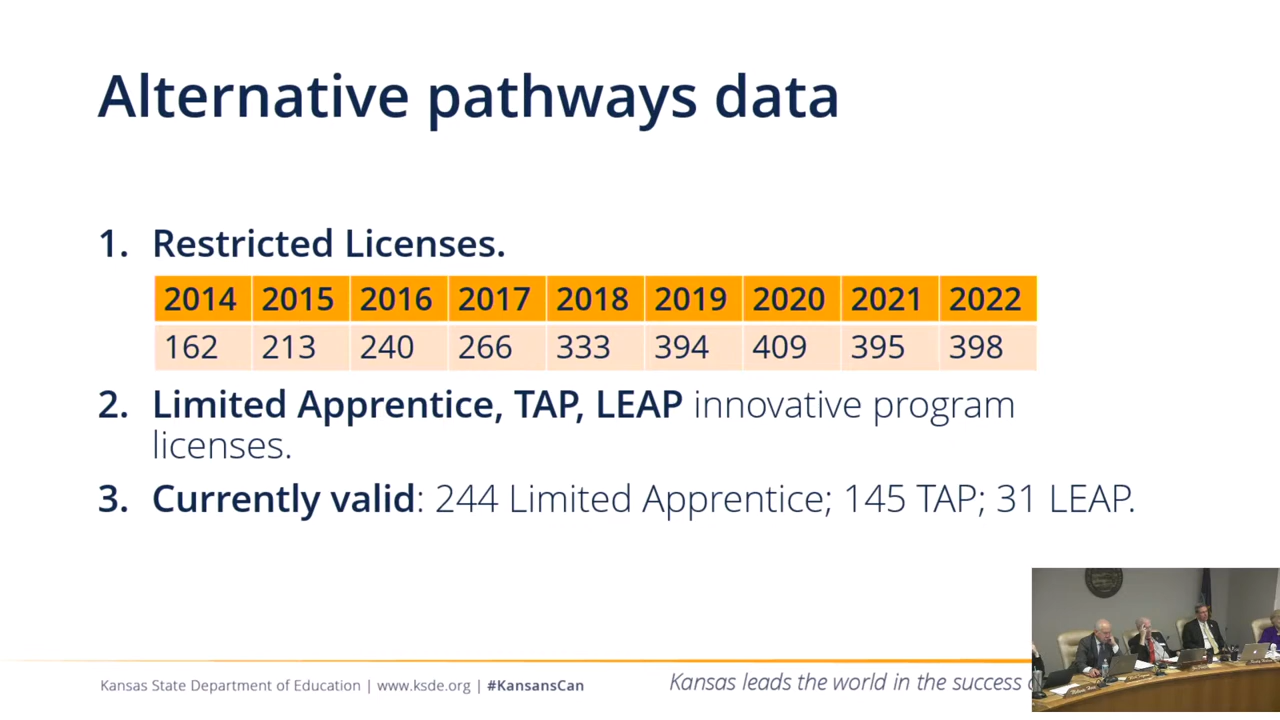 Alternative pathways data
1. Restricted Licenses.
2014 2015 2016 2017 2018 2019 2020 2021 2022
162 213 240 266 333 394 409 395 398
2. Limited Apprentice, TAP, LEAP innovative program
licenses.
3. Currently valid: 244 Limited Apprentice; 145 TAP; 31 LEAP.
Kansas State Department of Education | www.ksde.org | #KansansCan
Kansas leads the world in the success